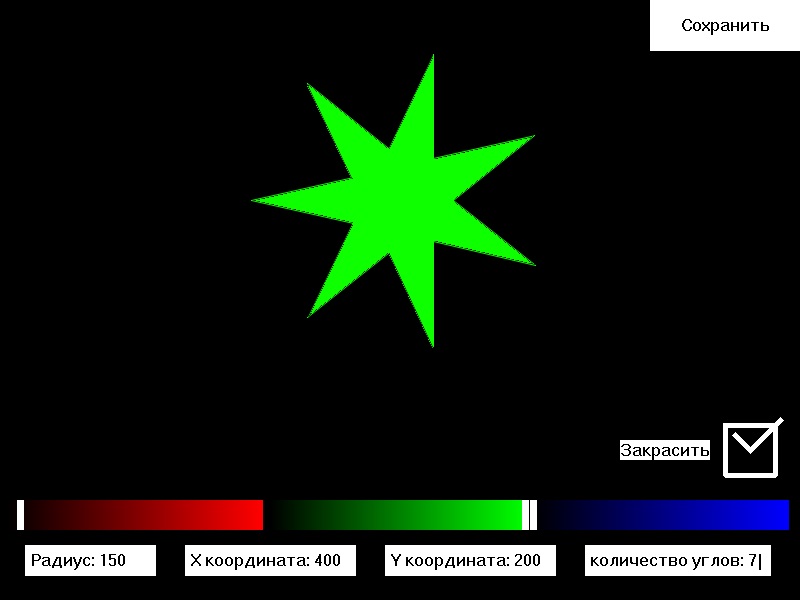 Сохранить
Закрасить
Радиус: 150
X координата: 400
Y координата: 200
количество углов: 7|